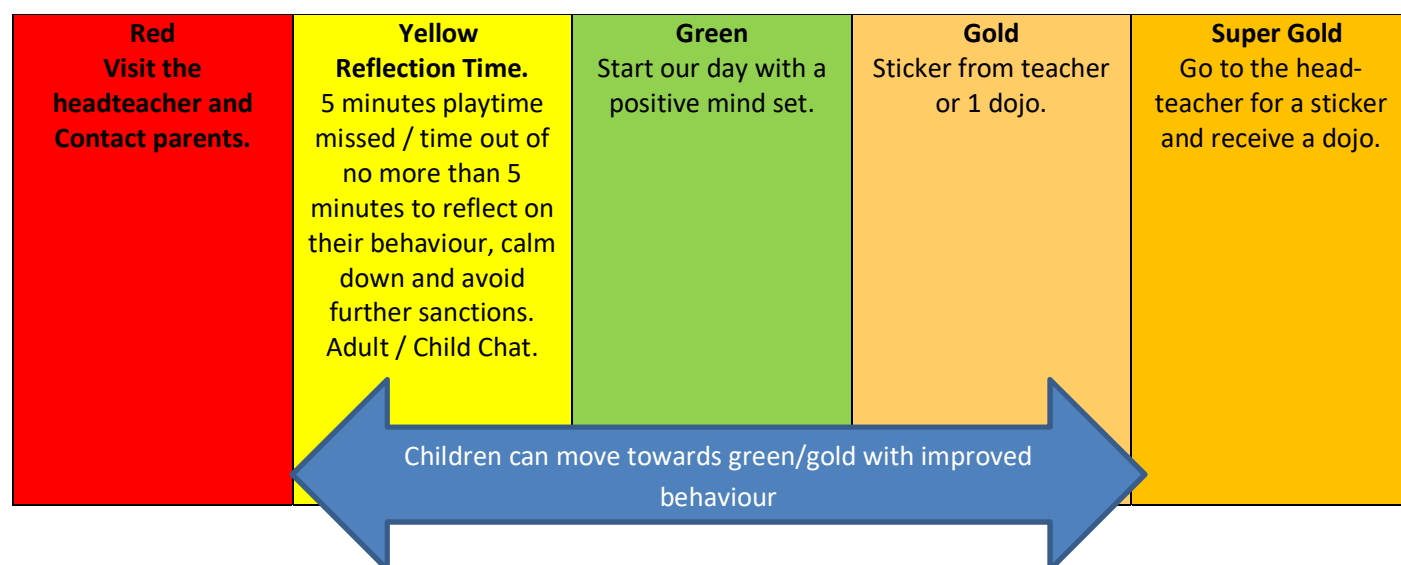 Red
Visit the
headteacher and
Contact parents.
Yellow
Reflection Time.
5 minutes playtime
missed / time out of
no more than 5
minutes to reflect on
their behaviour, calm
down and avoid
further sanctions.
Adult / Child Chat.
Green
Start our day with a
positive mind set.
Gold
Sticker from teacher
or 1 dojo.
Super Gold
Go to the head-
teacher for a sticker
and receive a dojo.
Children can move towards green/gold with improved
behaviour